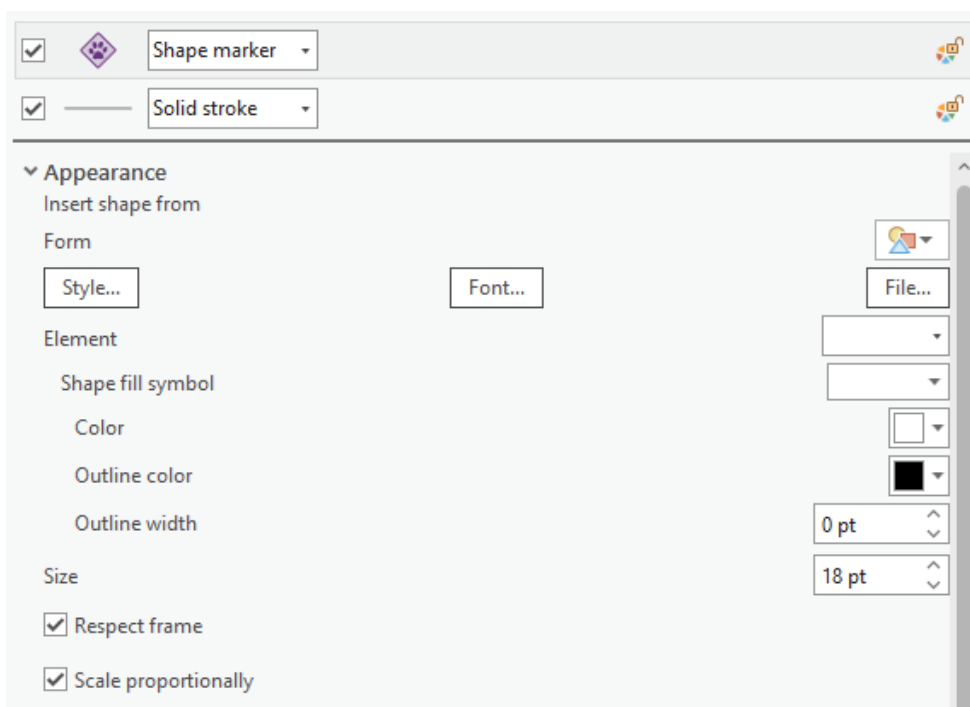 Shape marker
Solid stroke
Appearance
Insert shape from
Form
Style...
Font...
File...
Element
Shape fill symbol
Color
Outline color
Outline width
0 pt
Size
18 pt
Respect frame
Scale proportionally